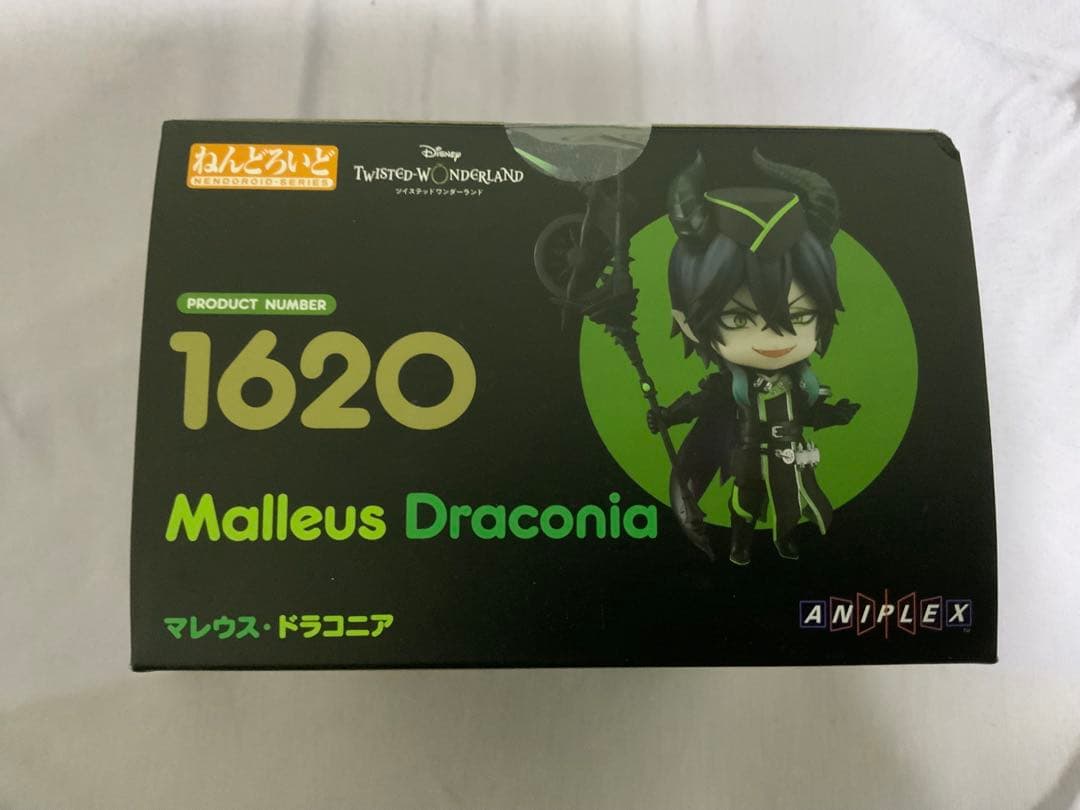 ねんどろいど
NENDOROID·SERIES
Disney
TWISTED-WONDERLAND
ツイステッドワンダーランド
PRODUCT NUMBER
1620
Malleus Draconia
マレウス・ドラコニア
ANIPLEX